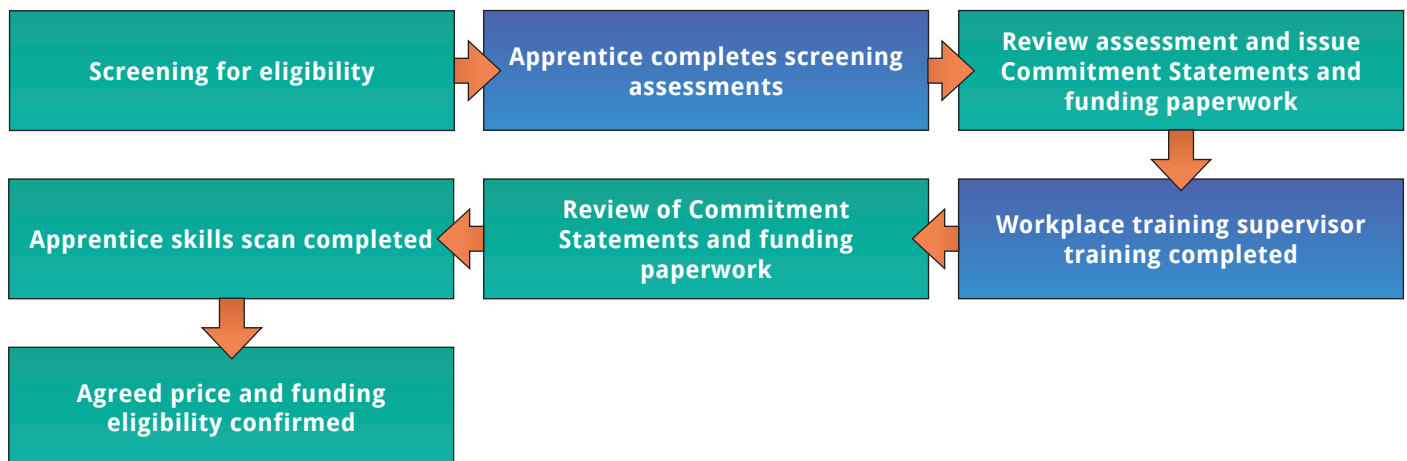 Screening for eligibility
Apprentice completes screening
assessments
Review assessment and issue
Commitment Statements and
funding paperwork
Workplace training supervisor
training completed
Review of Commitment
Statements and funding
paperwork
Apprentice skills scan completed
Agreed price and funding
eligibility confirmed